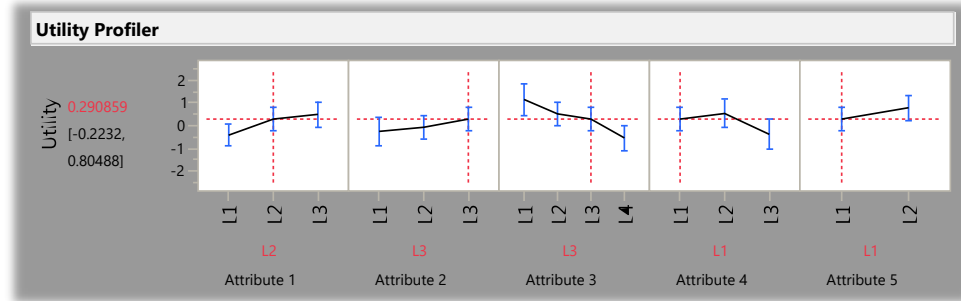 Utility Profiler
Utility
0.290859
[-0.2232,
0.80488]
2
1
0
-1
-2
L1 L2 L3 L1 L2 L3 L1 L2 L3 L4 L1 L2 L3 L1 L2
L2 L3 L3 L1 L1
Attribute 1 Attribute 2 Attribute 3 Attribute 4 Attribute 5